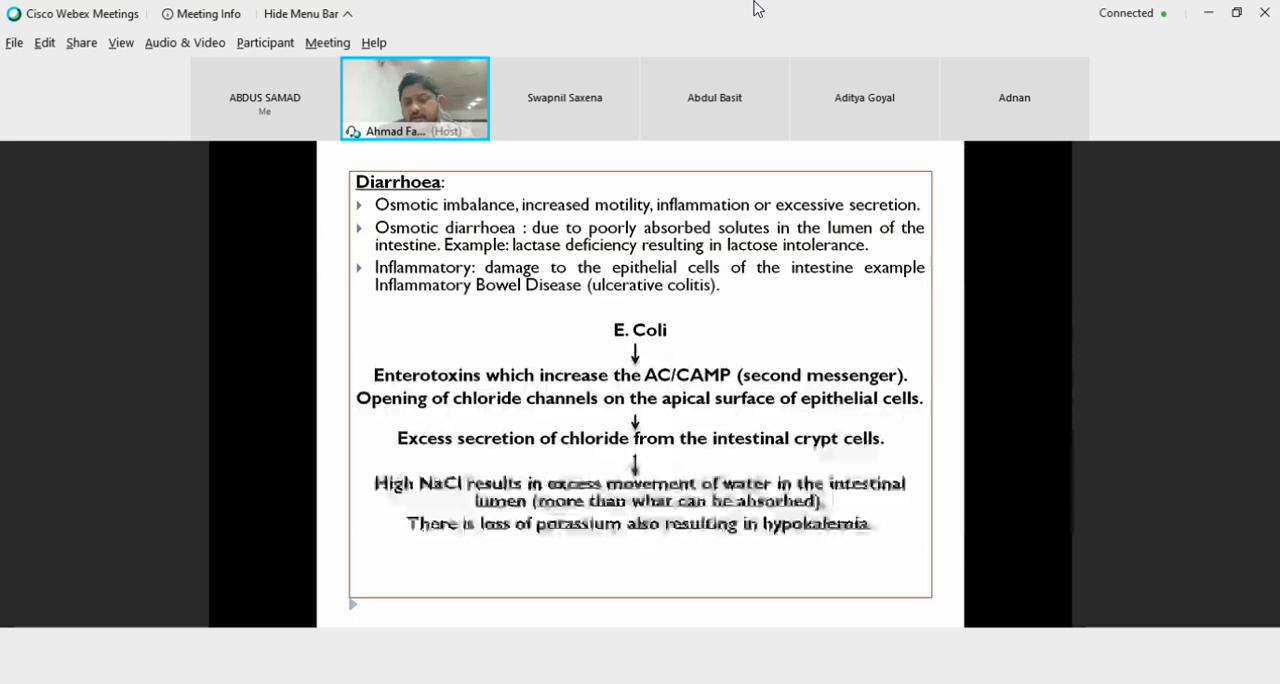 Cisco Webex Meetings
Meeting Info
Hide Menu Bar
Connected
File Edit Share View Audio & Video Participant Meeting Help
ABDUS SAMAD
Me
Ahmad Fa... (Host)
Swapnil Saxena
Abdul Basit
Aditya Goyal
Adnan
Diarrhoea:
Osmotic imbalance, increased motility, inflammation or excessive secretion.
Osmotic diarrhoea : due to poorly absorbed solutes in the lumen of the
intestine. Example: lactase deficiency resulting in lactose intolerance.
Inflammatory: damage to the epithelial cells of the intestine example
Inflammatory Bowel Disease (ulcerative colitis).
E. Coli
Enterotoxins which increase the AC/CAMP (second messenger).
Opening of chloride channels on the apical surface of epithelial cells.
Excess secretion of chloride from the intestinal crypt cells.
High NaCl results in excess movement of water in the intestinal
lumen (more than what can be absorbed)
There is loss of potassium also resulting in hypokalemia